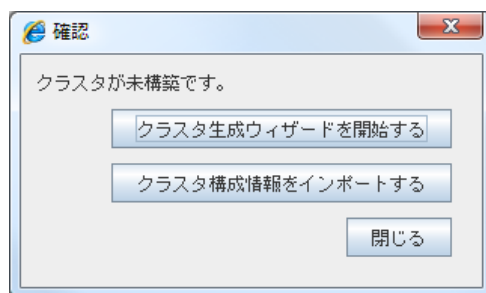 確認
クラスタが未構築です。
クラスタ生成ウィザードを開始する
クラスタ構成情報をインポートする
閉じる